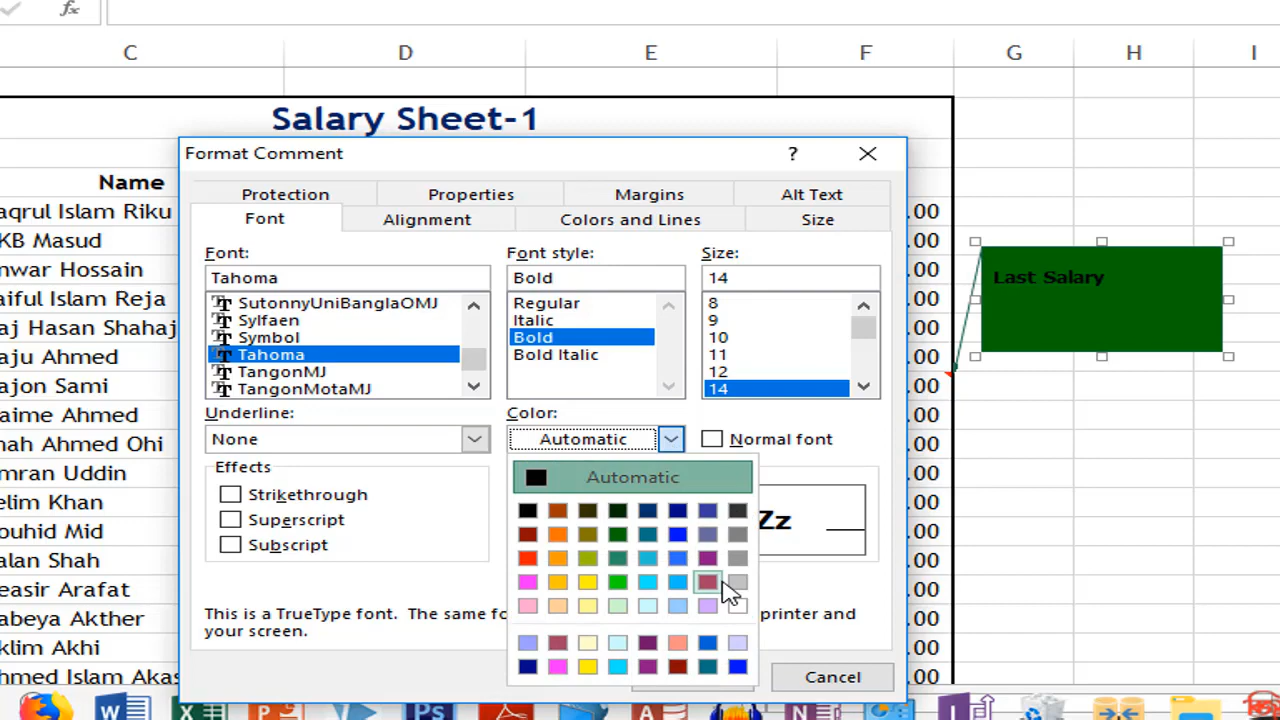 fx
C D E F G H I
Salary Sheet-1
Format Comment ?
Protection Properties Margins Alt Text
Font Alignment Colors and Lines Size
Font: Font style: Size:
Tahoma Bold 14
SutonnyUniBanglaOMJ Regular 8
Sylfaen Italic 9
Symbol Bold 10
Tahoma Bold Italic 11
TangonMJ 12
TangonMotaMJ 14
Underline: Color:
None Automatic Normal font
Effects Automatic
Strikethrough
Superscript
Subscript
Zz
This is a TrueType font. The same fo printer and
your screen.
Cancel
Name
aqrul Islam Riku .00
KB Masud .00
nwar Hossain .00
aiful Islam Reja .00
aj Hasan Shahaj .00
aju Ahmed .00
ajon Sami .00
aime Ahmed .00
hah Ahmed Ohi .00
mran Uddin .00
elim Khan .00
ouhid Mid .00
alan Shah .00
easir Arafat .00
abeya Akther .00
klim Akhi .00
hmed Islam Akas .00
Last Salary